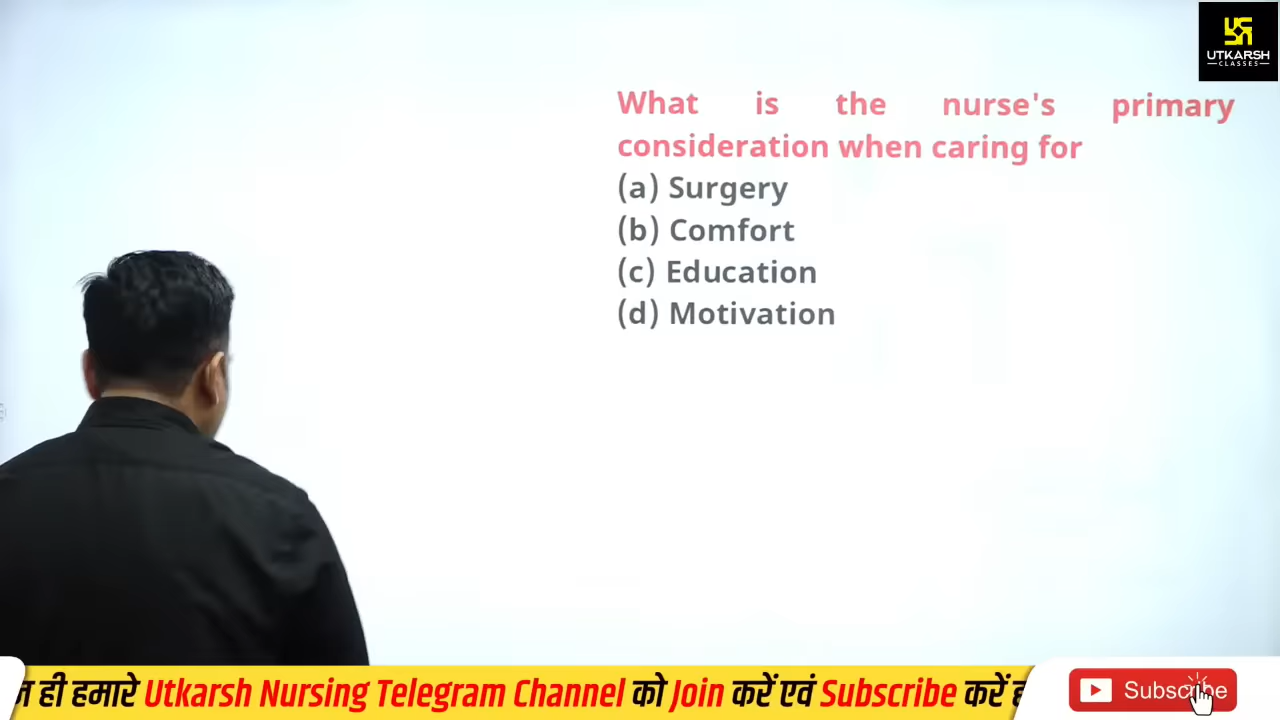 UTKARSH
CLASSES
What is the nurse's primary
consideration when caring for
(a) Surgery
(b) Comfort
(c) Education
(d) Motivation
ही हमारे Utkarsh Nursing Telegram Channel को Join करें एवं Subscribe करें
Subscribe